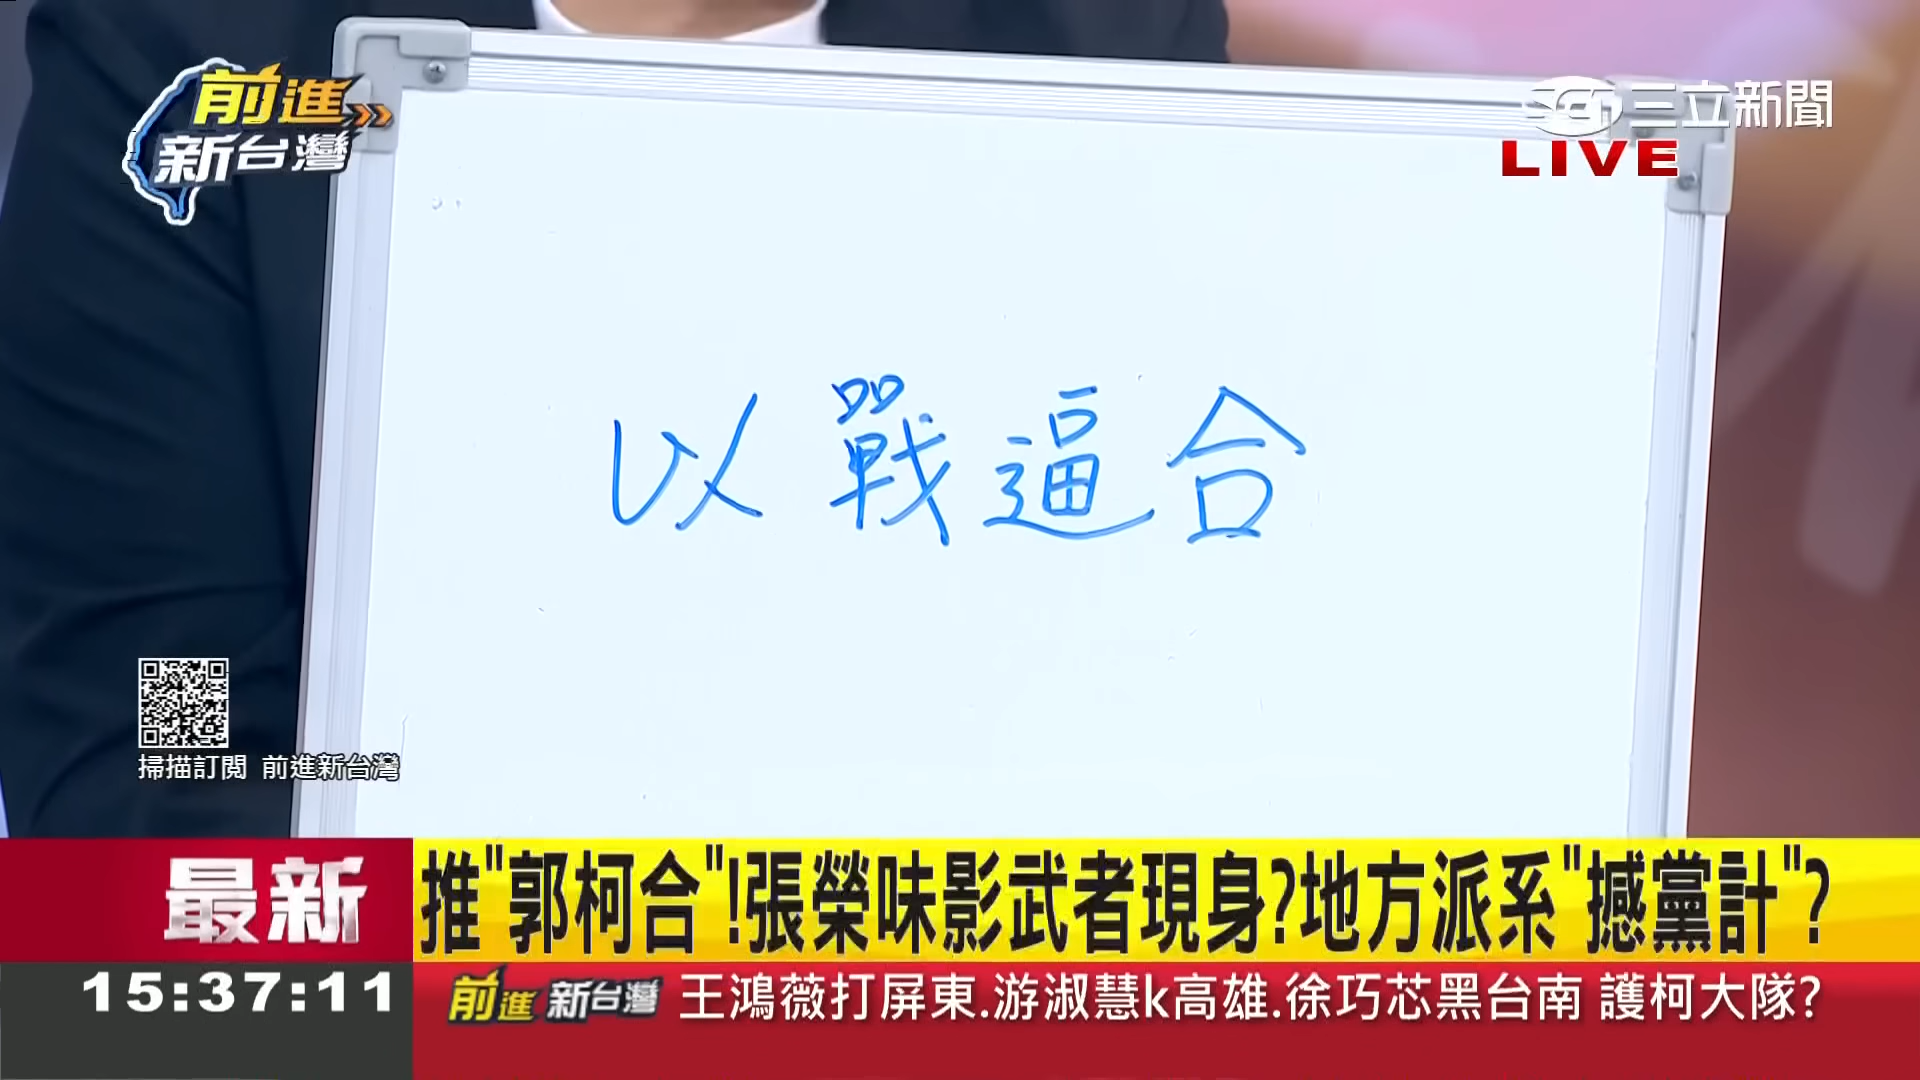 前進
新台灣
SET三立新聞
LIVE
以戰逼合
掃描訂閱 前進新台灣
最新
推"郭柯合"!張榮味影武者現身?地方派系"撼黨計"?
15:37:11
前進新台灣 王鴻薇打屏東.游淑慧k高雄.徐巧芯黑台南 護柯大隊?